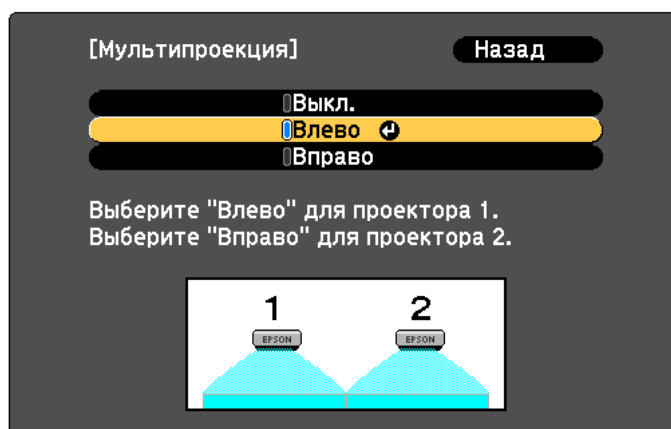 [Мультипроекция] Назад
Выкл.
Влево
Вправо
Выберите "Влево" для проектора 1.
Выберите "Вправо" для проектора 2.
1 2
EPSON EPSON